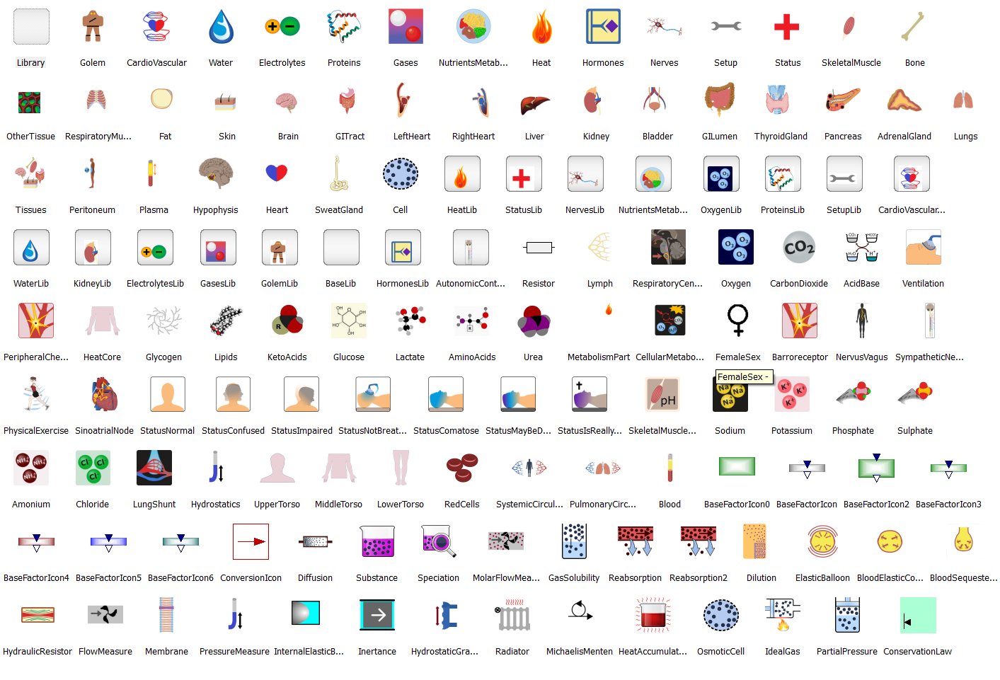 Library Golem CardioVascular Water Electrolytes Proteins Gases NutrientsMetab... Heat Hormones Nerves Setup Status SkeletalMuscle Bone
OtherTissue RespiratoryMu... Fat Skin Brain GITract LeftHeart RightHeart Liver Kidney Bladder GILumen ThyroidGland Pancreas AdrenalGland Lungs
Tissues Peritoneum Plasma Hypophysis Heart SweatGland Cell HeatLib StatusLib NervesLib NutrientsMetab... OxygenLib ProteinsLib SetupLib CardioVascular...
WaterLib KidneyLib ElectrolytesLib GasesLib GolemLib BaseLib HormonesLib AutonomicCont... Resistor Lymph RespiratoryCen... Oxygen CarbonDioxide AcidBase Ventilation
PeripheralChe... HeatCore Glycogen Lipids KetoAcids Glucose Lactate AminoAcids Urea MetabolismPart CellularMetabo... FemaleSex Barroreceptor NervusVagus SympatheticNe...
FemaleSex -
PhysicalExercise SinoatrialNode StatusNormal StatusConfused StatusImpaired StatusNotBreat... StatusComatose StatusMayBeD... StatusIsReally... SkeletalMuscle... Sodium Potassium Phosphate Sulphate
Amonium Chloride LungShunt Hydrostatics UpperTorso MiddleTorso LowerTorso RedCells SystemicCircul... PulmonaryCirc... Blood BaseFactorIcon0 BaseFactorIcon BaseFactorIcon2 BaseFactorIcon3
BaseFactorIcon4 BaseFactorIcon5 BaseFactorIcon6 ConversionIcon Diffusion Substance Speciation MolarFlowMea... GasSolubility Reabsorption Reabsorption2 Dilution ElasticBalloon BloodElasticCo... BloodSequeste...
HydraulicResistor FlowMeasure Membrane PressureMeasure InternalElasticB... Inertance HydrostaticGra... Radiator MichaelisMenten HeatAccumulat... OsmoticCell IdealGas PartialPressure ConservationLaw